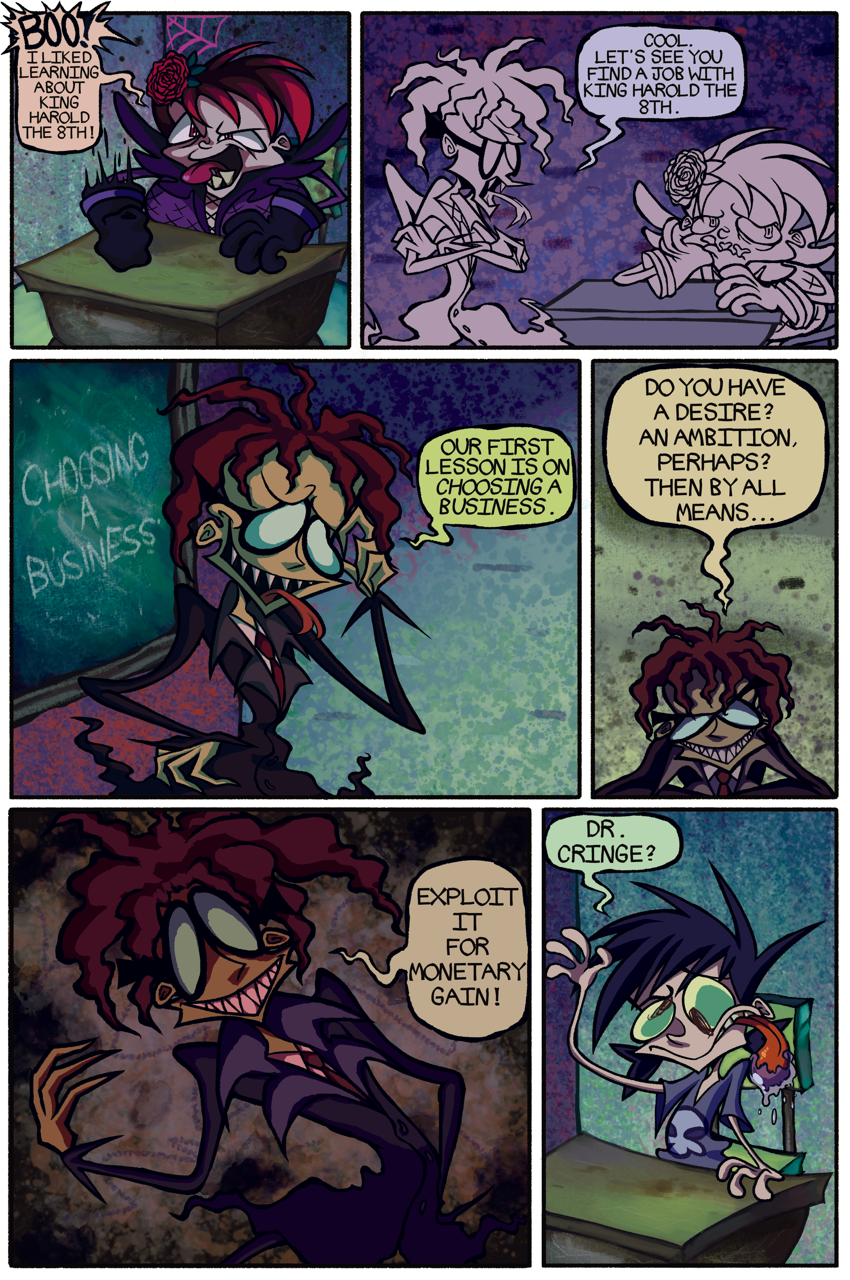 BOO!
I LIKED
LEARNING
ABOUT
KING
HAROLD
THE 8TH!
COOL.
LET'S SEE YOU
FIND A JOB WITH
KING HAROLD THE
8TH.
CHOOSING
A
BUSINESS
OUR FIRST
LESSON IS ON
CHOOSING A
BUSINESS.
DO YOU HAVE
A DESIRE?
AN AMBITION,
PERHAPS?
THEN BY ALL
MEANS...
EXPLOIT
IT
FOR
MONETARY
GAIN!
DR.
CRINGE?